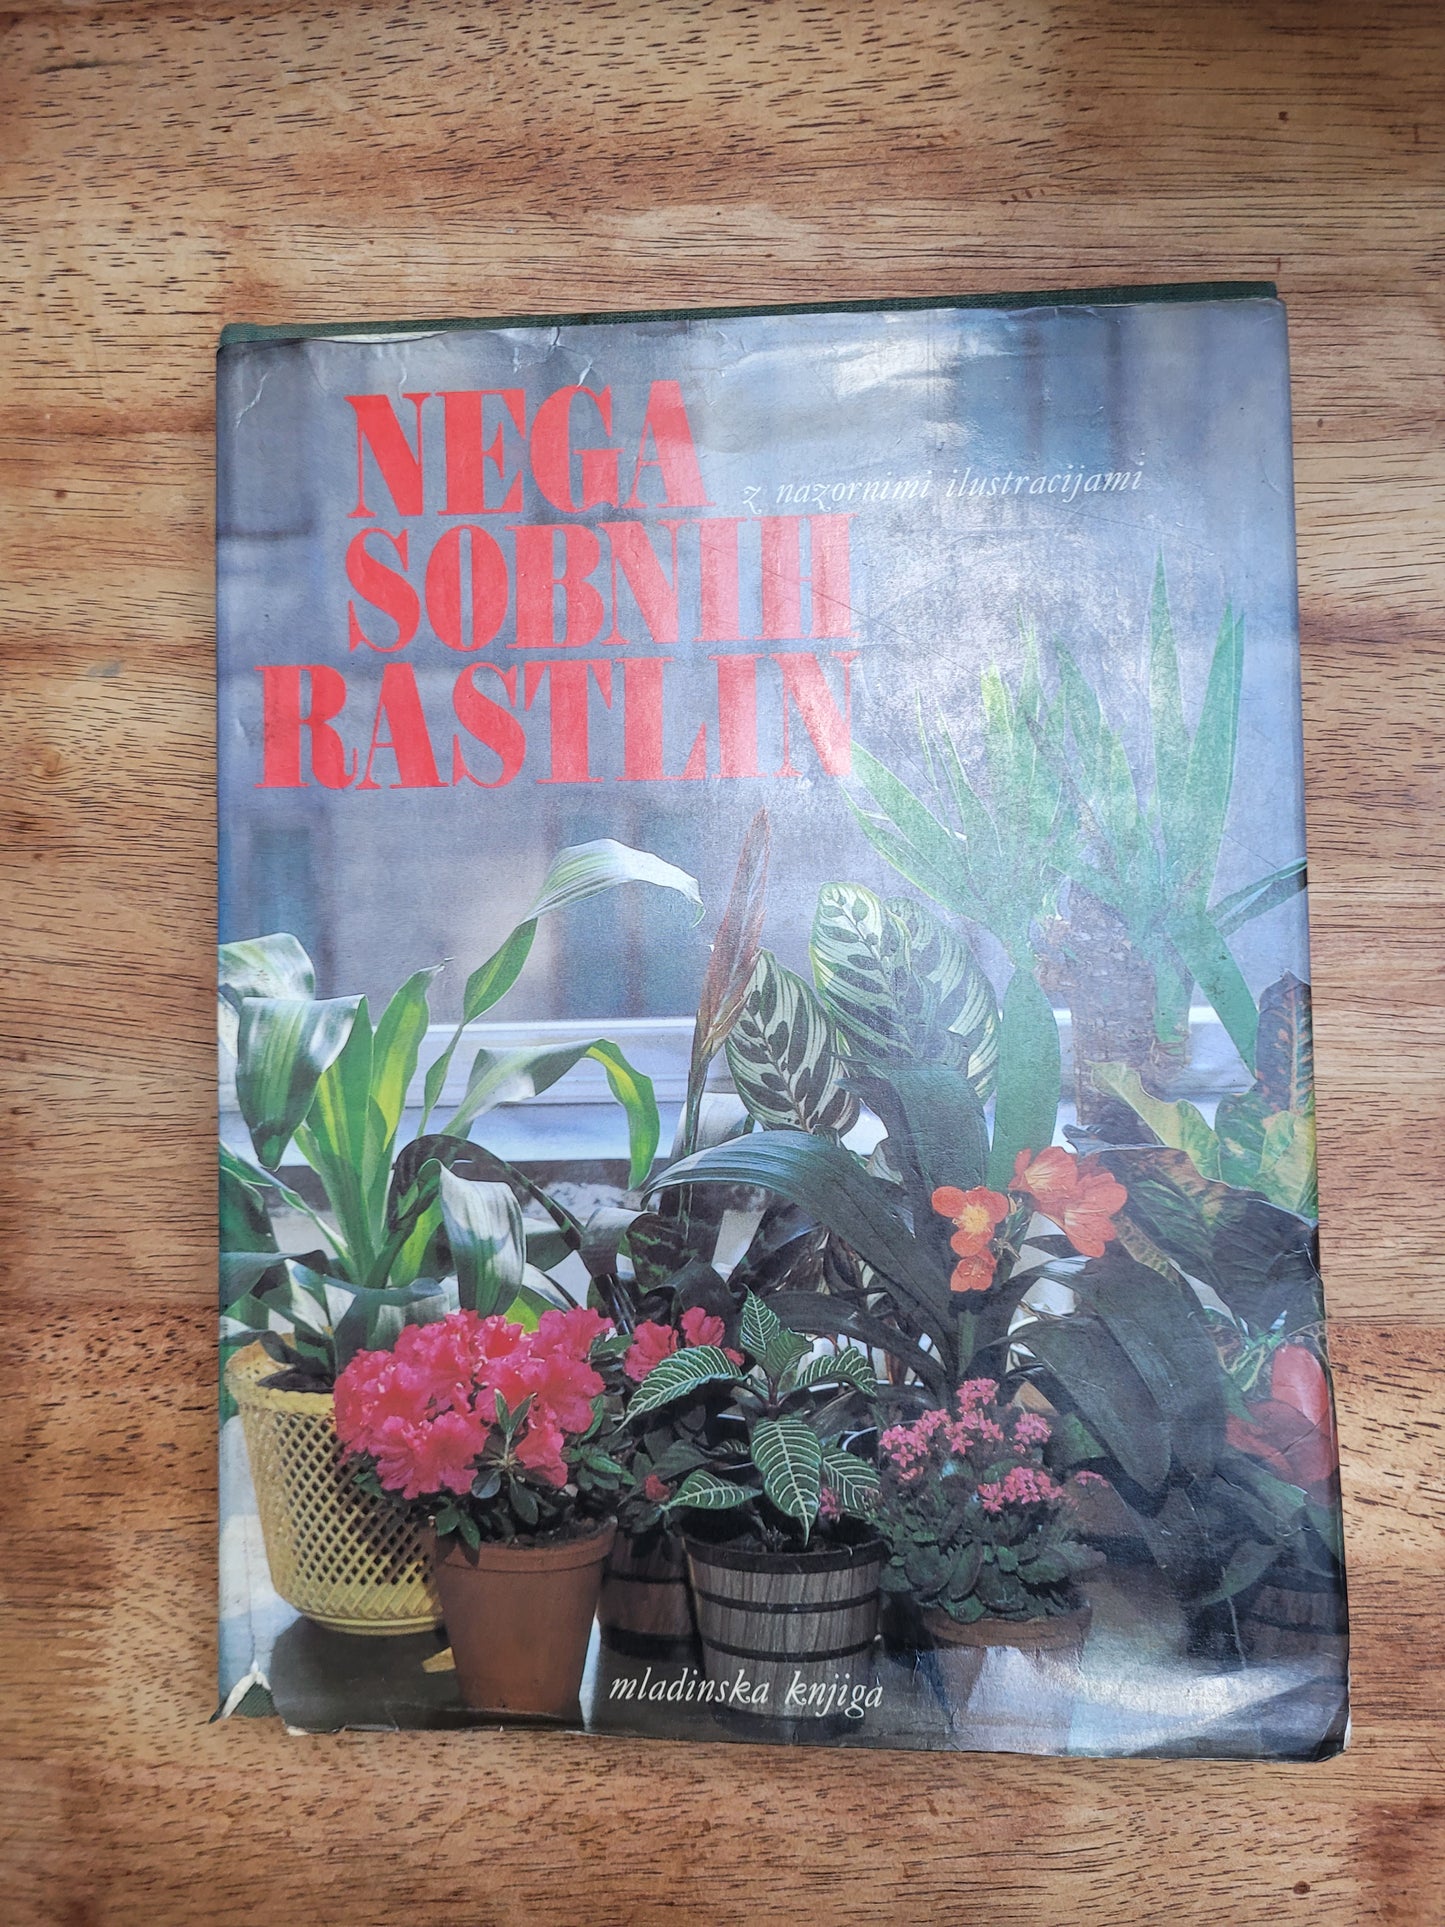 NEGA
z nazornimi ilustracijami
SOBNIH
RASTLIN
mladinska knjiga